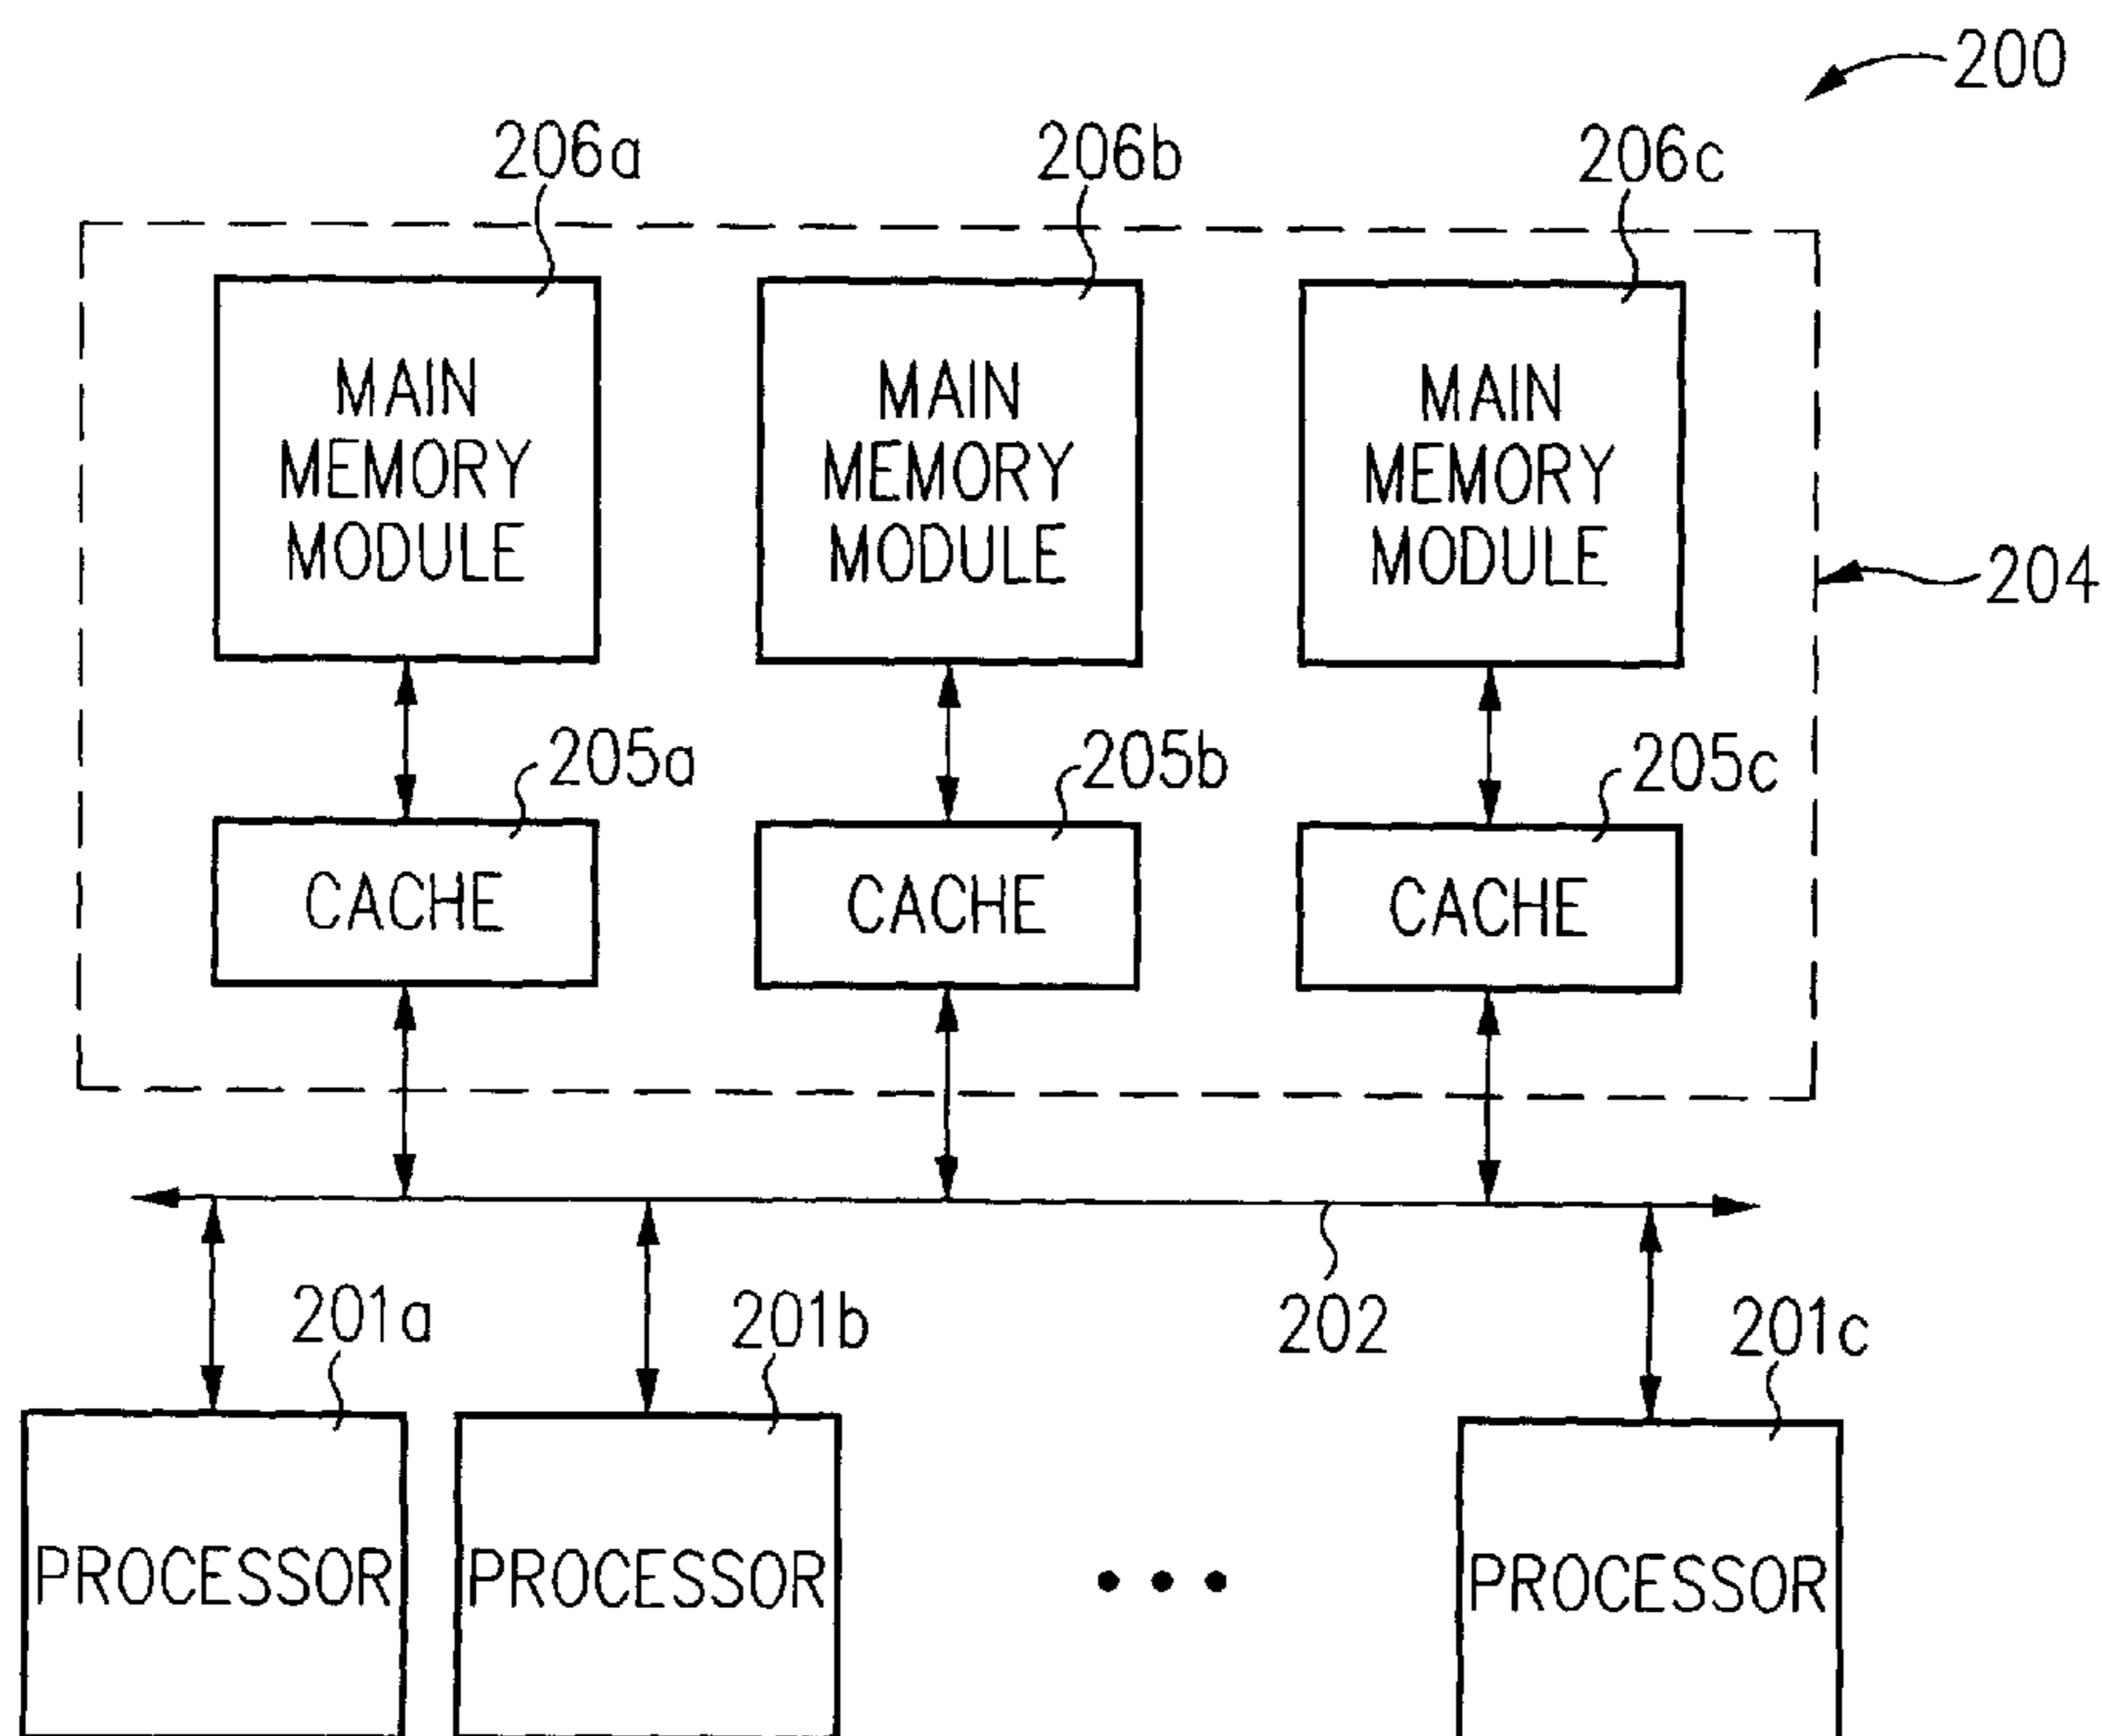 200
206a
206b
206c
MAIN
MEMORY
MODULE
MAIN
MEMORY
MODULE
MAIN
MEMORY
MODULE
204
205a
205b
205c
CACHE
CACHE
CACHE
202
201a
201b
201c
PROCESSOR
PROCESSOR
PROCESSOR